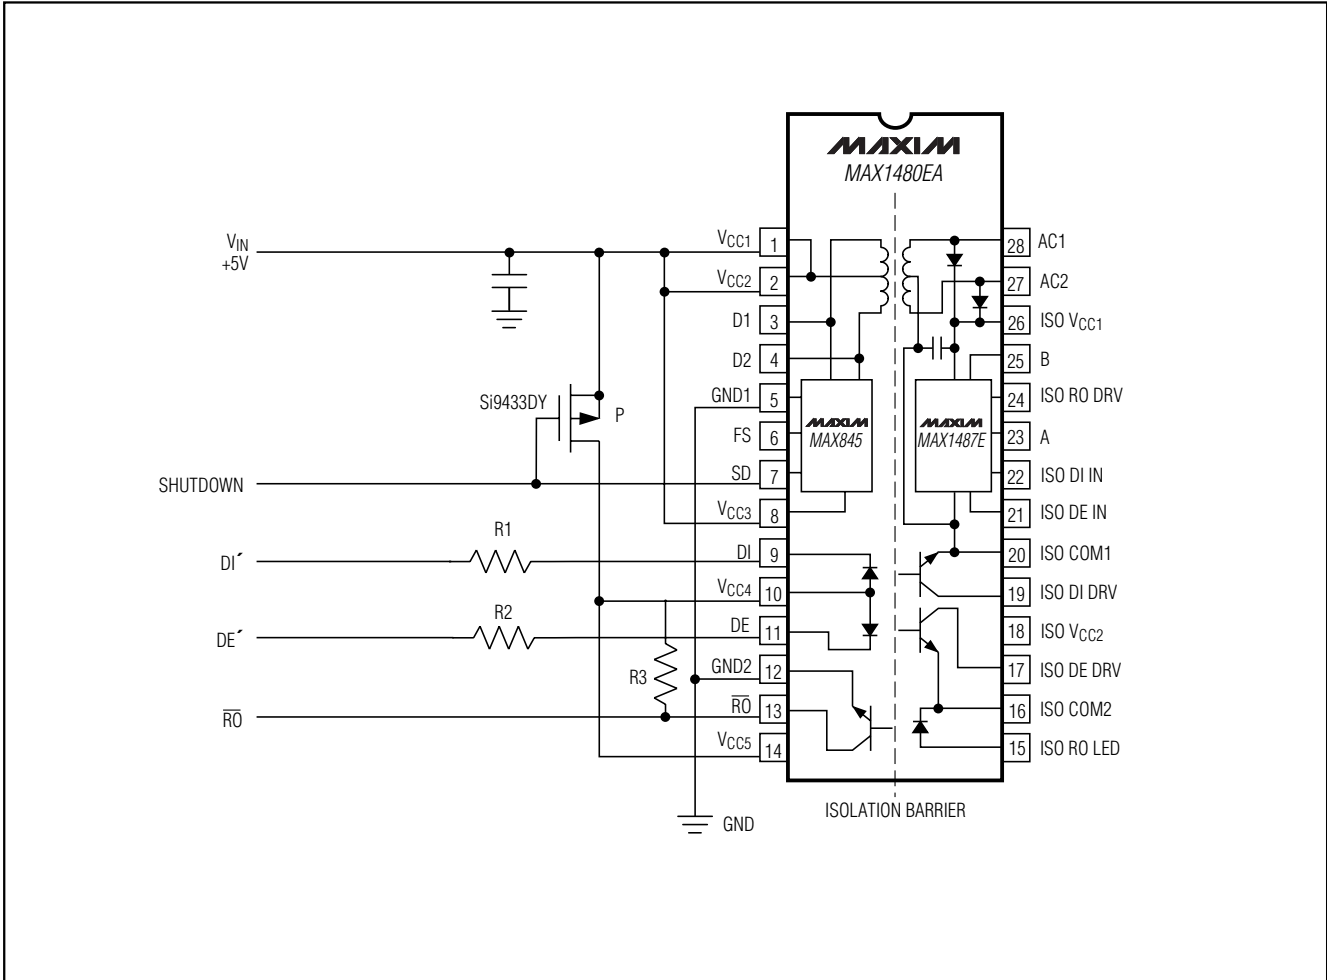 MAXIM
MAX1480EA
VIN
+5V
SHUTDOWN
DI´
DE´
RO
Si9433DY
P
R1
R2
R3
GND
VCC1
VCC2
D1
D2
GND1
FS
SD
VCC3
DI
VCC4
DE
GND2
RO
VCC5
1
2
3
4
5
6
7
8
9
10
11
12
13
14
MAXIM
MAX845
MAXIM
MAX1487E
28 AC1
27 AC2
26 ISO VCC1
25 B
24 ISO RO DRV
23 A
22 ISO DI IN
21 ISO DE IN
20 ISO COM1
19 ISO DI DRV
18 ISO VCC2
17 ISO DE DRV
16 ISO COM2
15 ISO RO LED
ISOLATION BARRIER